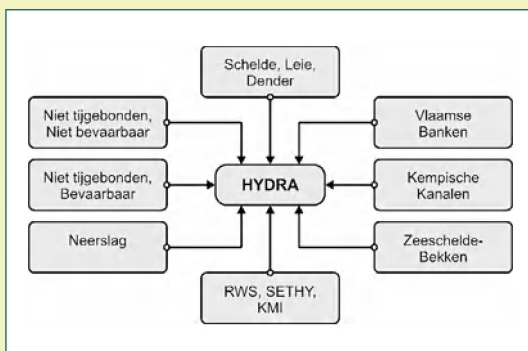 Schelde, Leie,
Dender
Niet tijgebonden,
Niet bevaarbaar
Vlaamse
Banken
Niet tijgebonden,
Bevaarbaar
HYDRA
Kempische
Kanalen
Neerslag
Zeeschelde-
Bekken
RWS, SETHY,
KMI